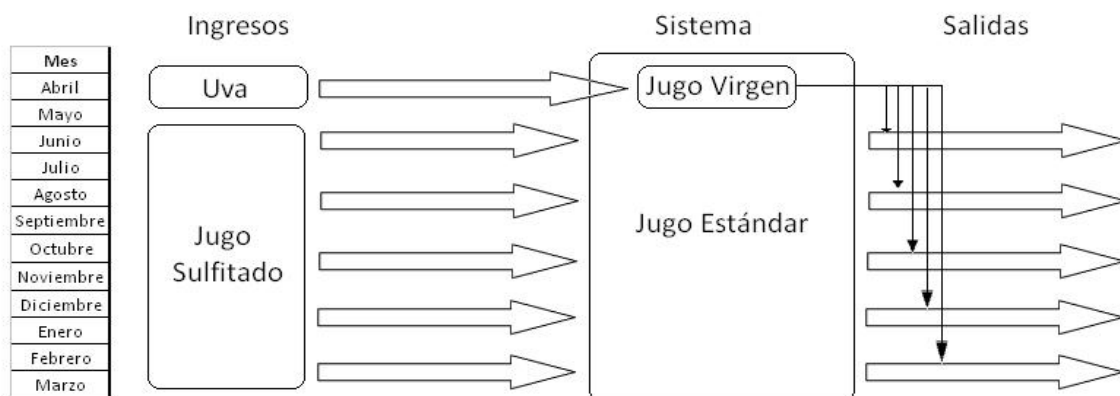 Ingresos
Sistema
Salidas
Mes
Abril
Mayo
Junio
Julio
Agosto
Septiembre
Octubre
Noviembre
Diciembre
Enero
Febrero
Marzo
Uva
Jugo
Sulfitado
Jugo Virgen
Jugo Estándar